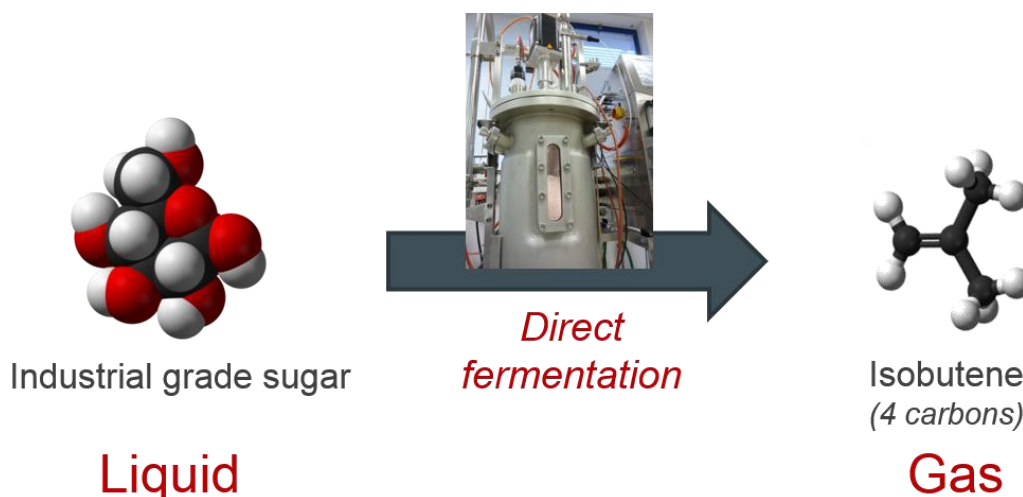 Industrial grade sugar
Liquid
Direct
fermentation
Isobutene
(4 carbons)
Gas